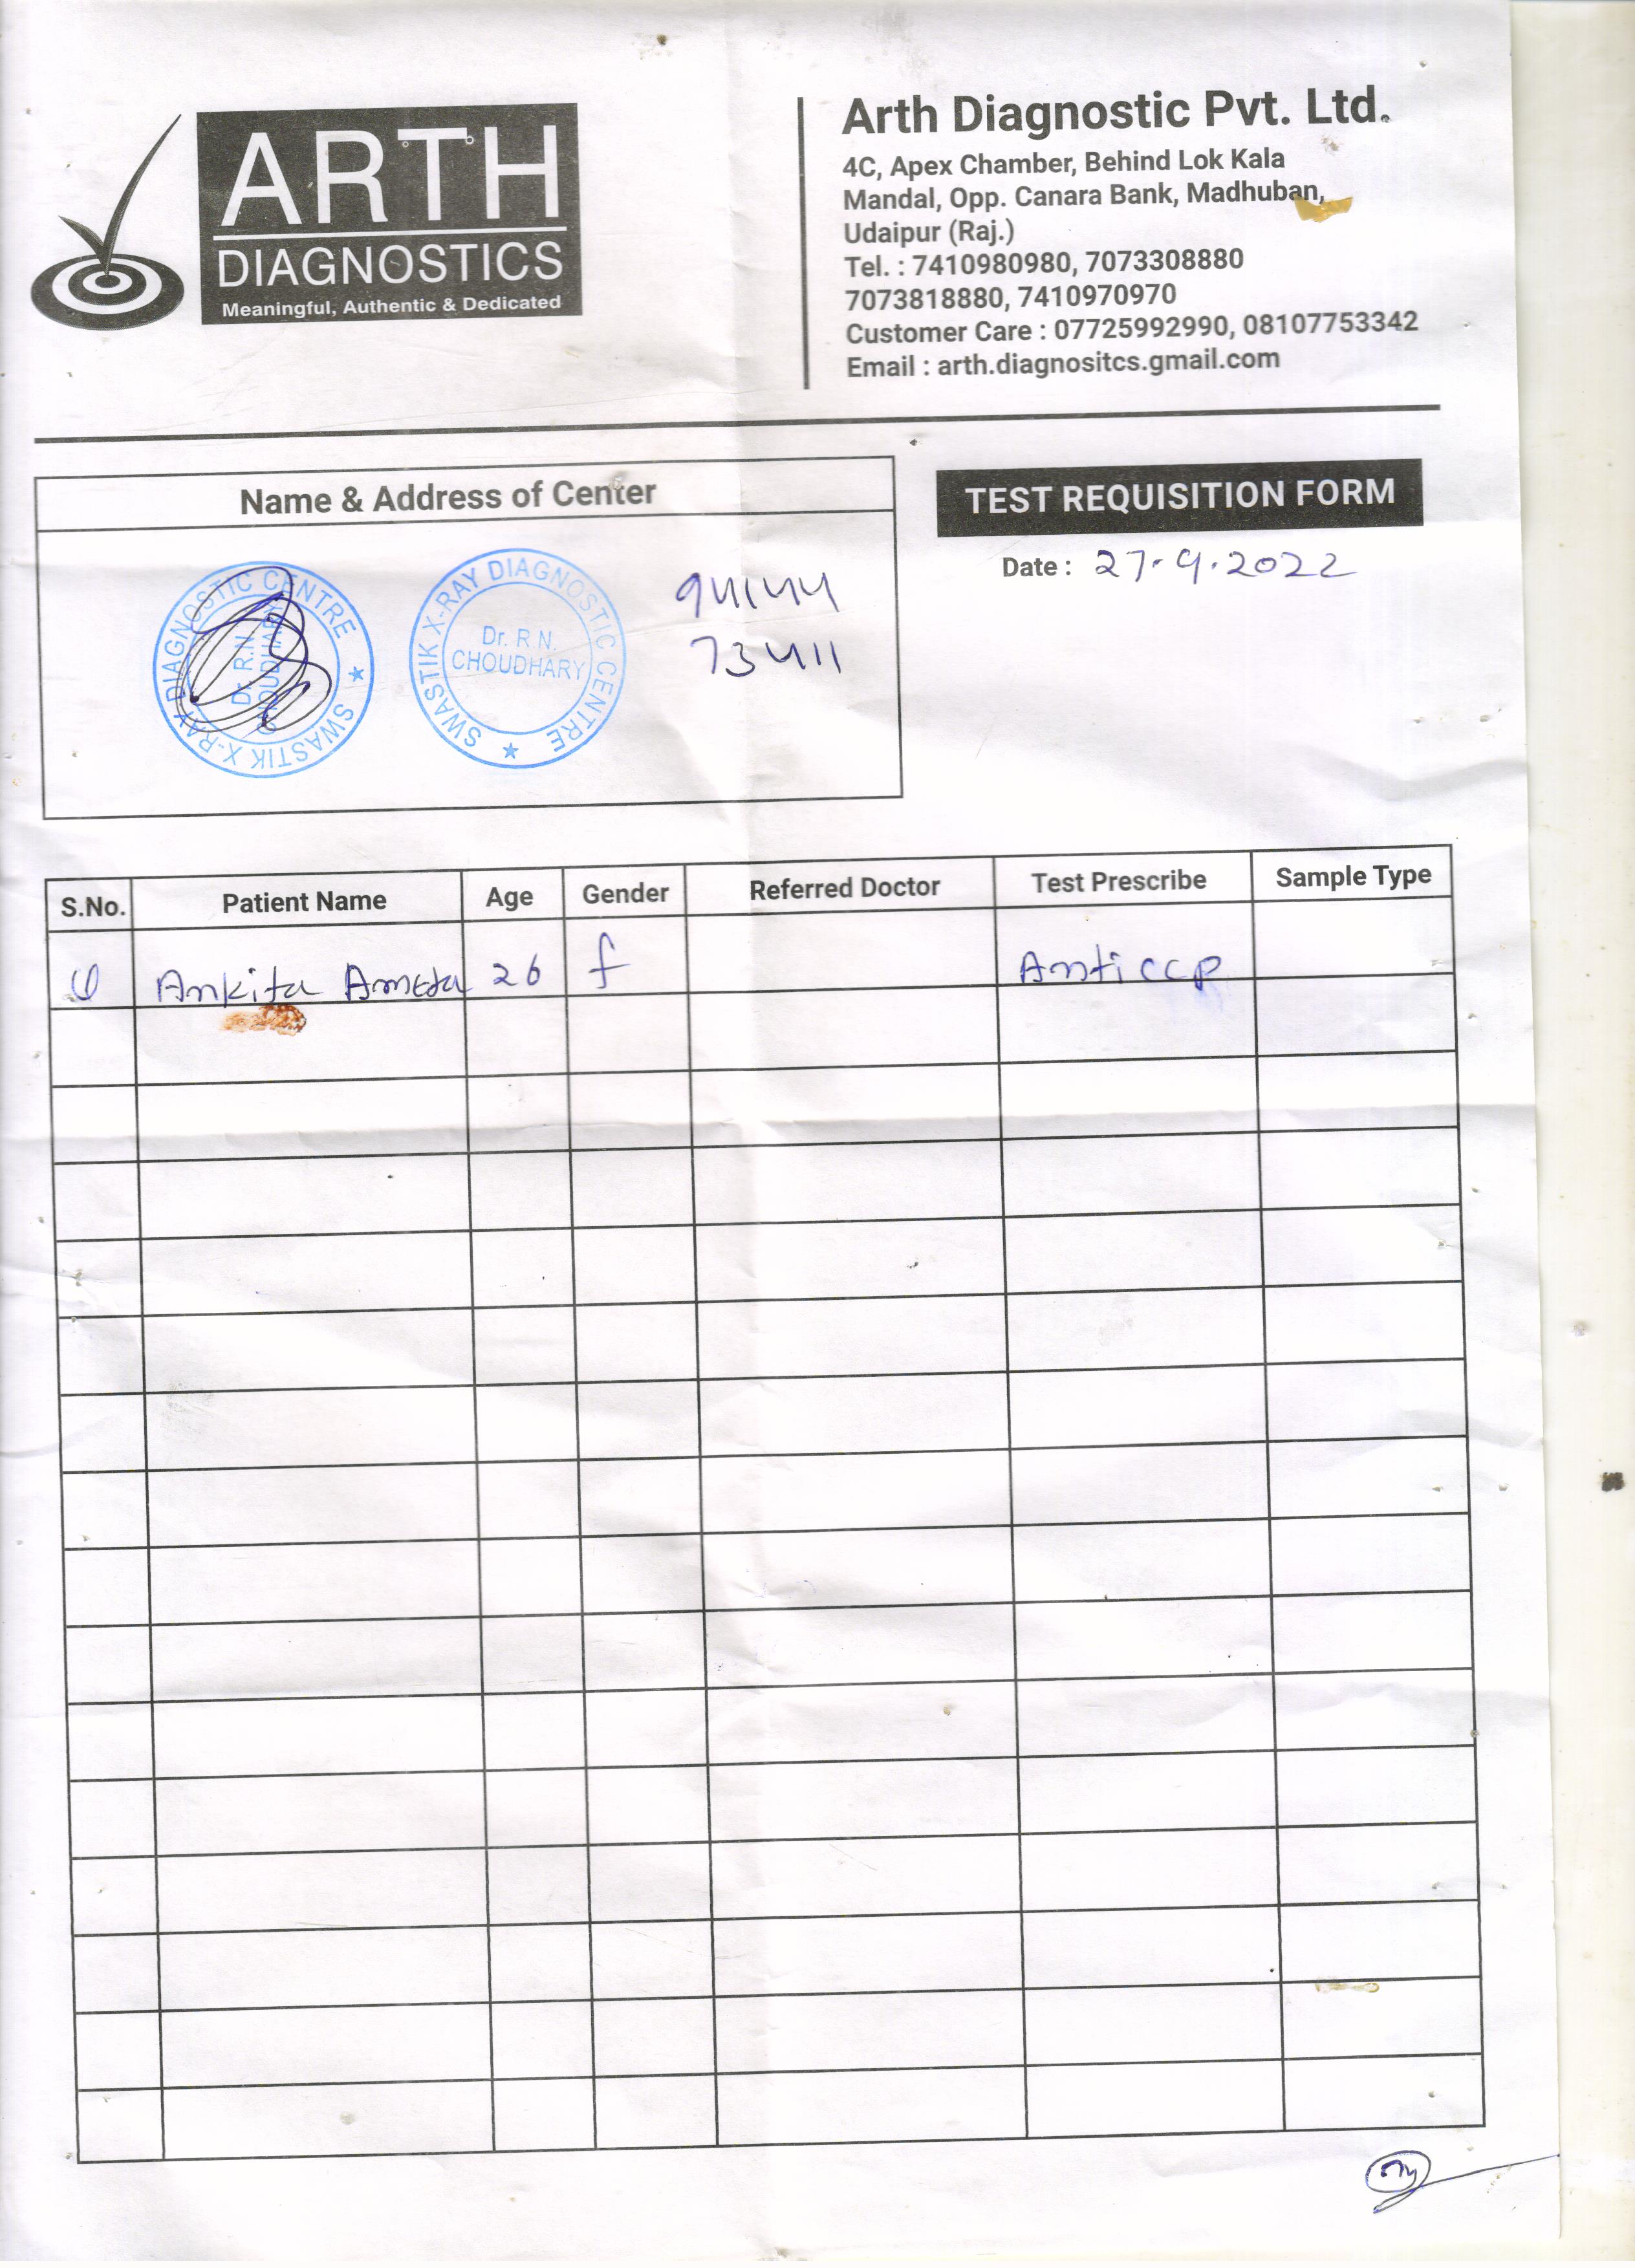 ARTH
DIAGNOSTICS
Meaningful, Authentic & Dedicated
Arth Diagnostic Pvt. Ltd.
4C, Apex Chamber, Behind Lok Kala
Mandal, Opp. Canara Bank, Madhuban,
Udaipur (Raj.)
Tel. : 7410980980, 7073308880
7073818880, 7410970970
Customer Care : 07725992990, 08107753342
Email : arth.diagnositcs.gmail.com
Name & Address of Center
TEST REQUISITION FORM
Date : 27.9.2022
SWASTIK X-RAY DIAGNOSTIC CENTRE ★
Dr. R.N.
CHOUDHARY
SWASTIK X-RAY DIAGNOSTIC CENTRE ★
Dr. R.N.
CHOUDHARY
94144
73411
S.No. Patient Name Age Gender Referred Doctor Test Prescribe Sample Type
Ankita Ameta 26 f Anti CCP